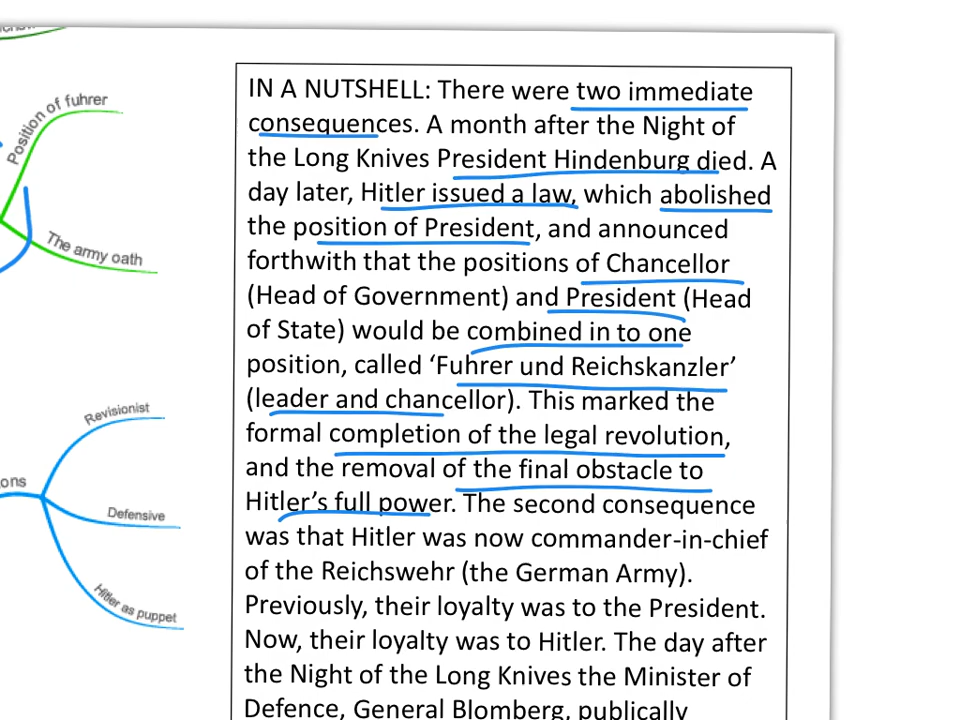 Position of fuhrer
The army oath
ons
Revisionist
Defensive
Hitler as puppet
IN A NUTSHELL: There were two immediate
consequences. A month after the Night of
the Long Knives President Hindenburg died. A
day later, Hitler issued a law, which abolished
the position of President, and announced
forthwith that the positions of Chancellor
(Head of Government) and President (Head
of State) would be combined in to one
position, called ‘Fuhrer und Reichskanzler’
(leader and chancellor). This marked the
formal completion of the legal revolution,
and the removal of the final obstacle to
Hitler’s full power. The second consequence
was that Hitler was now commander-in-chief
of the Reichswehr (the German Army).
Previously, their loyalty was to the President.
Now, their loyalty was to Hitler. The day after
the Night of the Long Knives the Minister of
Defence, General Blomberg, publically